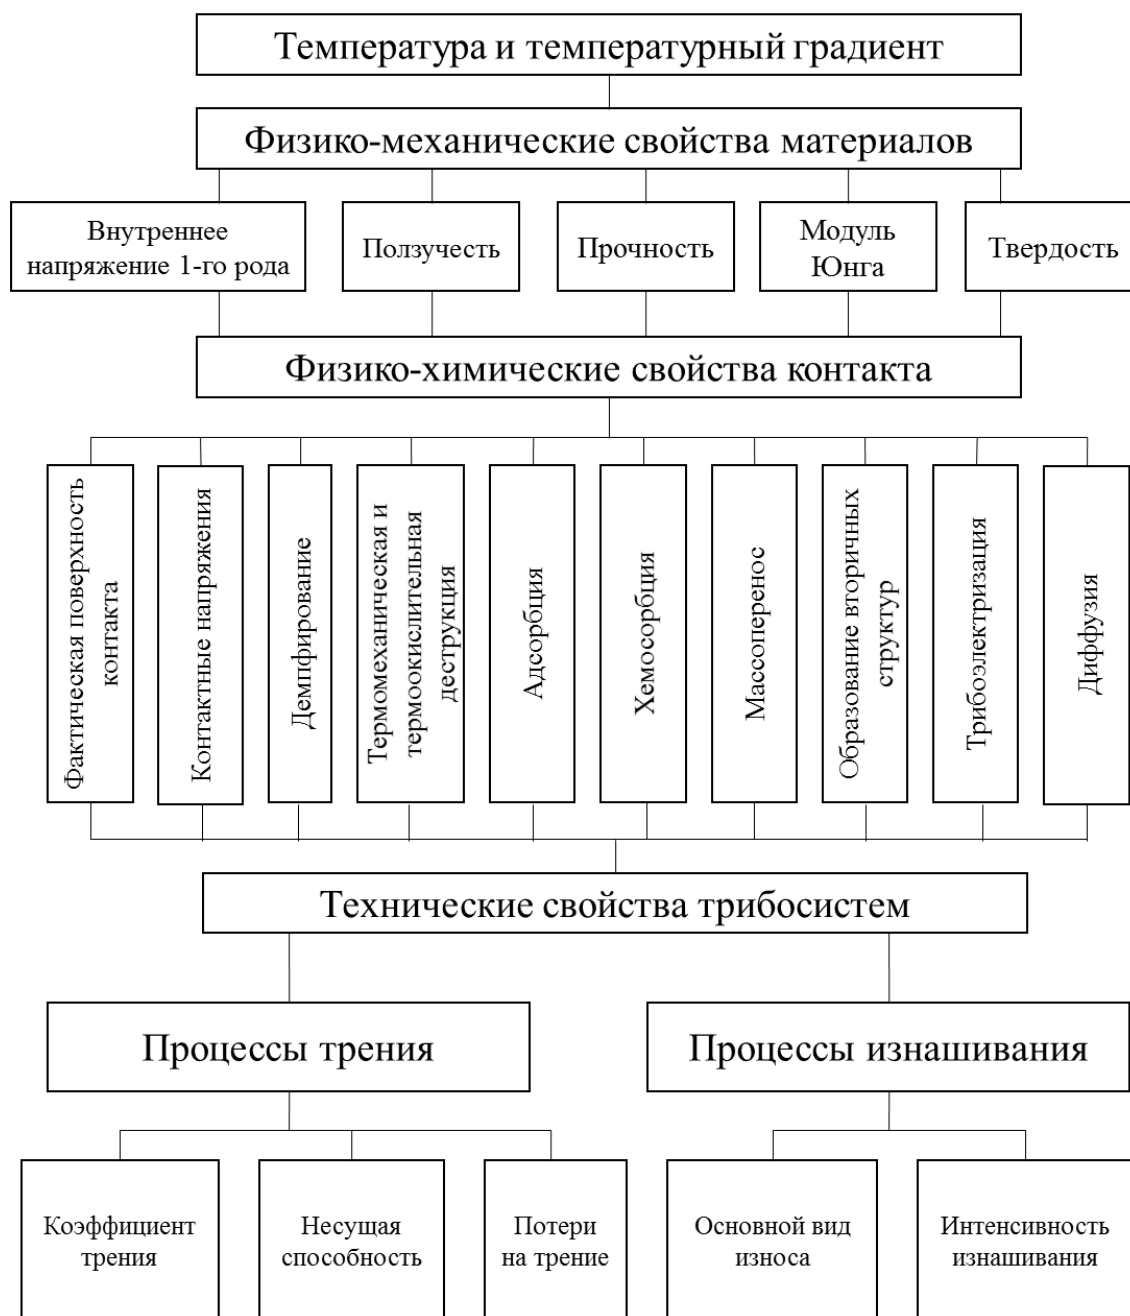 Температура и температурный градиент
Физико-механические свойства материалов
Внутреннее
напряжение 1-го рода
Ползучесть
Прочность
Модуль
Юнга
Твердость
Физико-химические свойства контакта
Фактическая поверхность
контакта
Контактные напряжения
Демпфирование
Термомеханическая и
термоокислительная
деструкция
Адсорбция
Хемосорбция
Массоперенос
Образование вторичных
структур
Трибоэлектризация
Диффузия
Технические свойства трибосистем
Процессы трения
Процессы изнашивания
Коэффициент
трения
Несущая
способность
Потери
на трение
Основной вид
износа
Интенсивность
изнашивания